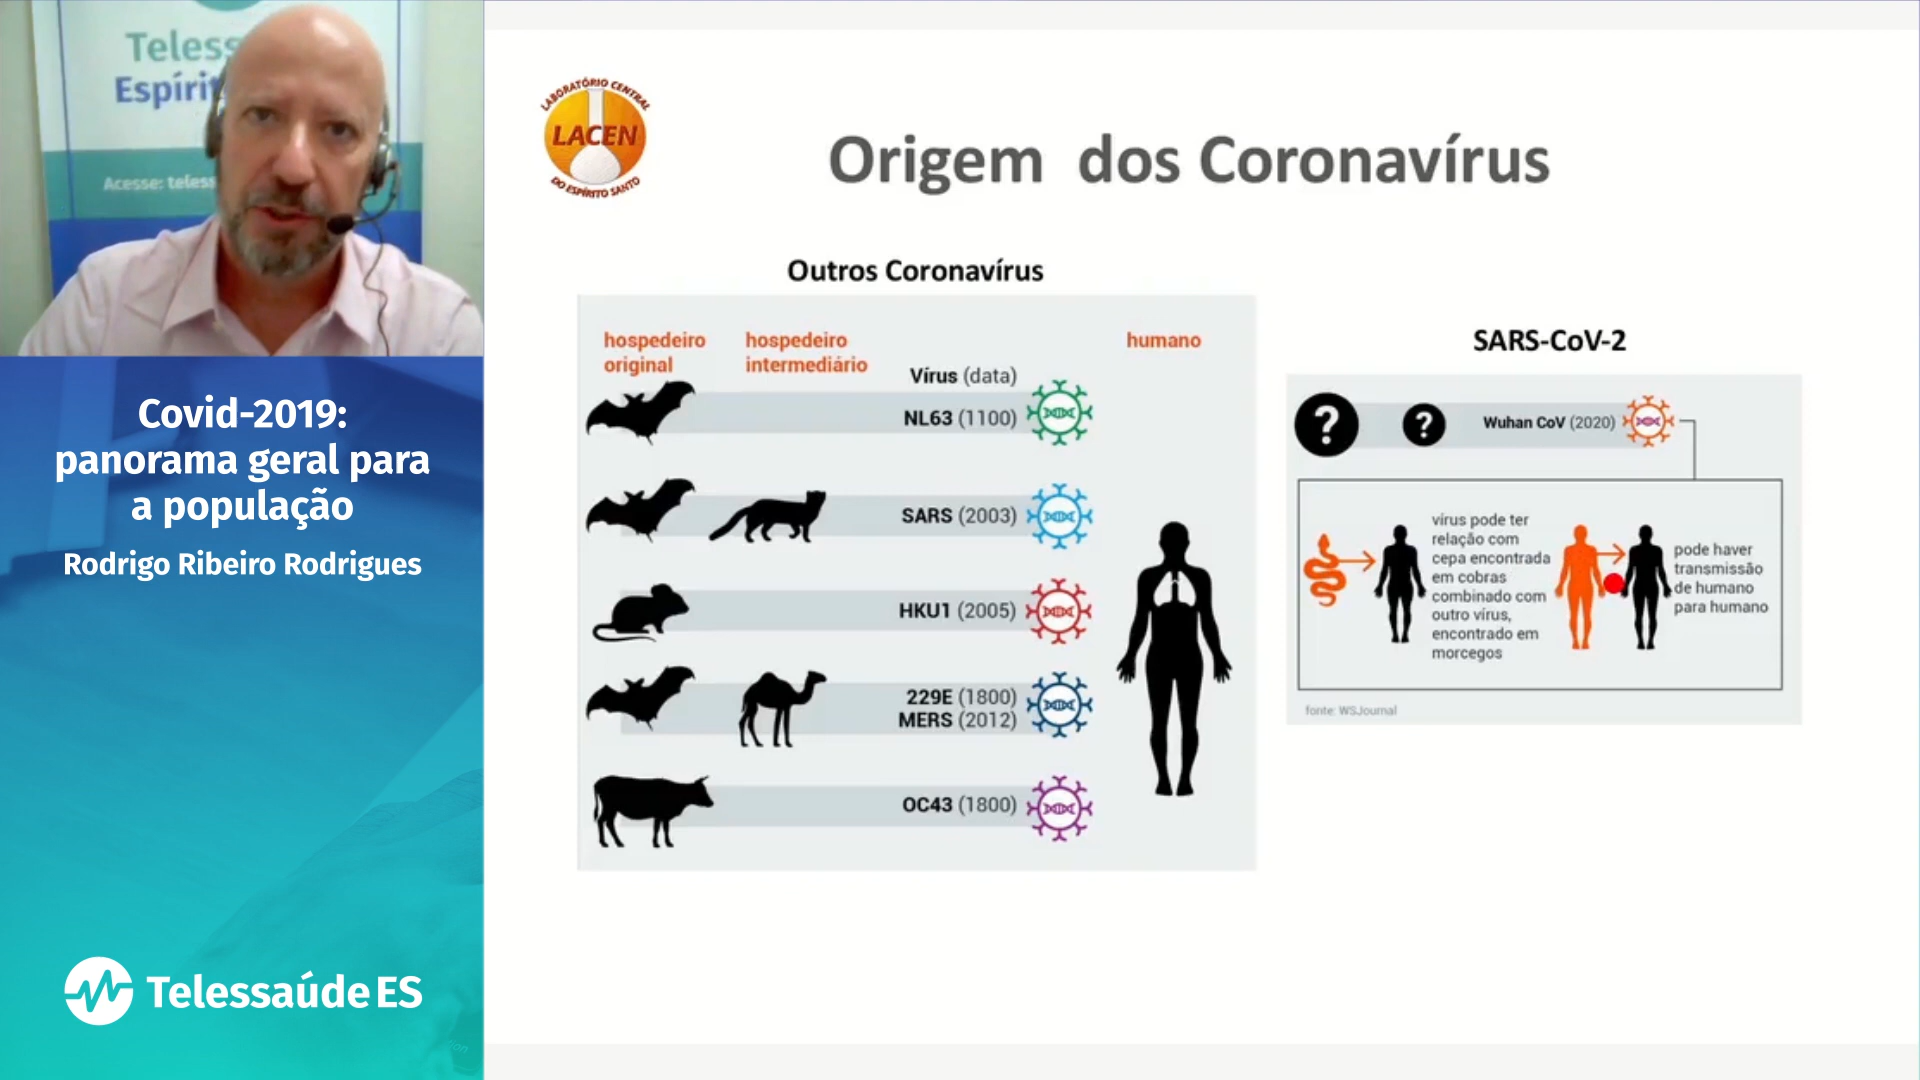 Teless
Espírit
Acesse: teless
Covid-2019:
panorama geral para
a população
Rodrigo Ribeiro Rodrigues
TelessaúdeES
LABORATÓRIO CENTRAL
LACEN
DO ESPÍRITO SANTO
Origem dos Coronavírus
Outros Coronavírus
hospedeiro
original
hospedeiro
intermediário
humano
Vírus (data)
NL63 (1100)
SARS (2003)
HKU1 (2005)
229E (1800)
MERS (2012)
OC43 (1800)
SARS-CoV-2
? ? Wuhan CoV (2020)
vírus pode ter
relação com
cepa encontrada
em cobras
combinado com
outro vírus,
encontrado em
morcegos
pode haver
transmissão
de humano
para humano
fonte: WSJournal